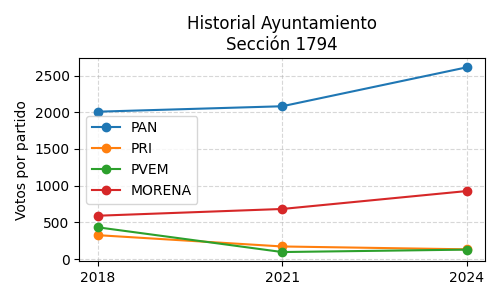 Historial Ayuntamiento
Sección 1794
Votos por partido
2500
2000
1500
1000
500
0
PAN
PRI
PVEM
MORENA
2018
2021
2024